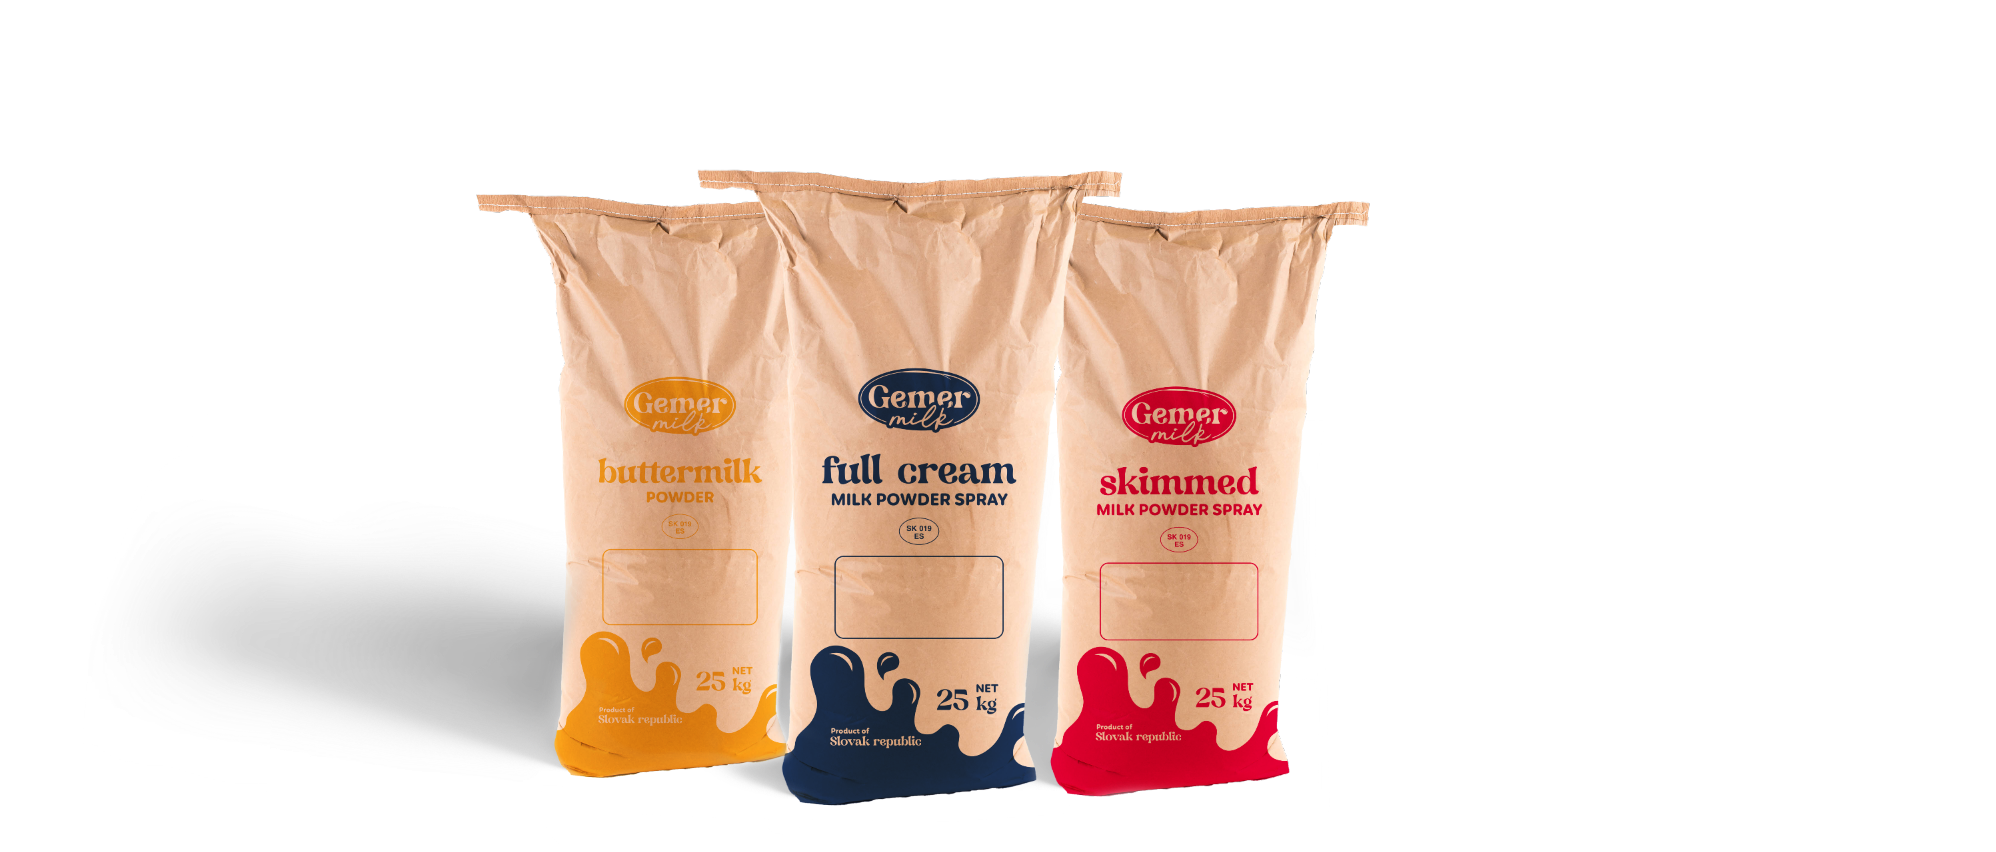 Gemer
milk
buttermilk
POWDER
SK 019
ES
25 NET
kg
Product of
Slovak republic
Gemer
milk
full cream
MILK POWDER SPRAY
SK 019
ES
25 NET
kg
Product of
Slovak republic
Gemer
milk
skimmed
MILK POWDER SPRAY
SK 019
ES
25 NET
kg
Product of
Slovak republic